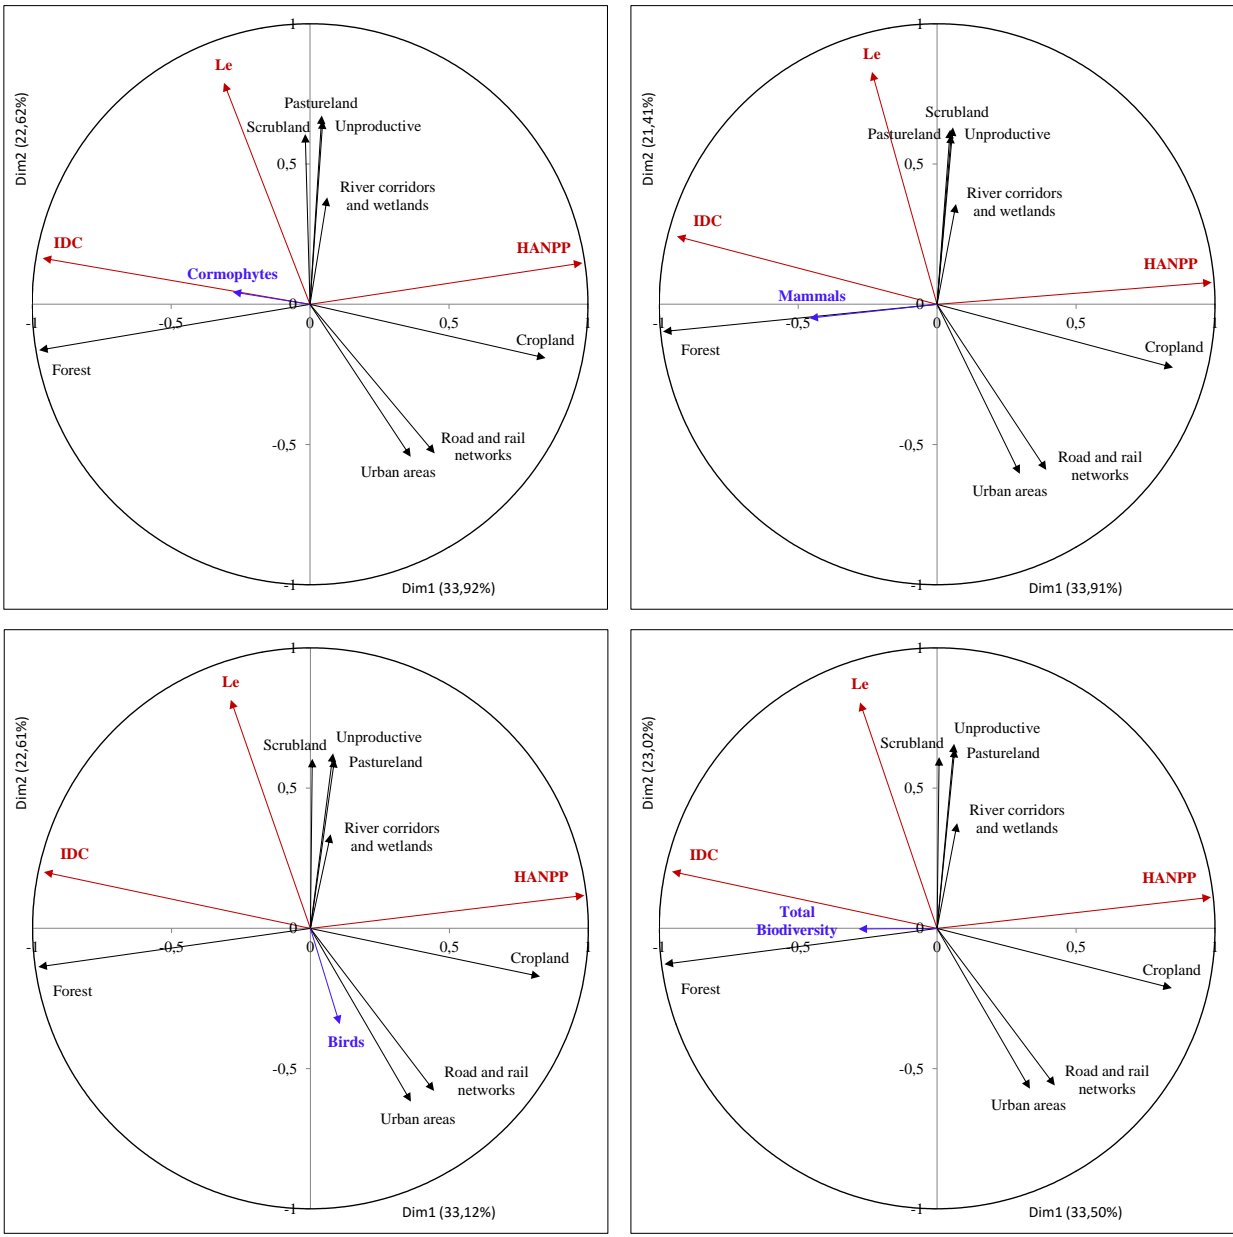 1
Le
Pastureland
Scrubland
Unproductive
Dim2 (22,62%)
0,5
River corridors
and wetlands
IDC
HANPP
Cormophytes
0
-1
-0,5
0
0,5
1
Cropland
Forest
-0,5
Road and rail
networks
Urban areas
-1
Dim1 (33,92%)
1
Le
Scrubland
Pastureland
Unproductive
Dim2 (21,41%)
0,5
River corridors
and wetlands
IDC
HANPP
Mammals
0
-1
-0,5
0
0,5
1
Forest
Cropland
-0,5
Road and rail
networks
Urban areas
-1
Dim1 (33,91%)
1
Le
Unproductive
Scrubland
Pastureland
Dim2 (22,61%)
0,5
River corridors
and wetlands
IDC
HANPP
0
-1
-0,5
0
0,5
1
Cropland
Forest
Birds
-0,5
Road and rail
networks
Urban areas
-1
Dim1 (33,12%)
1
Le
Unproductive
Scrubland
Pastureland
Dim2 (23,02%)
0,5
River corridors
and wetlands
IDC
HANPP
Total
Biodiversity
0
-1
-0,5
0
0,5
1
Cropland
Forest
-0,5
Road and rail
networks
Urban areas
-1
Dim1 (33,50%)